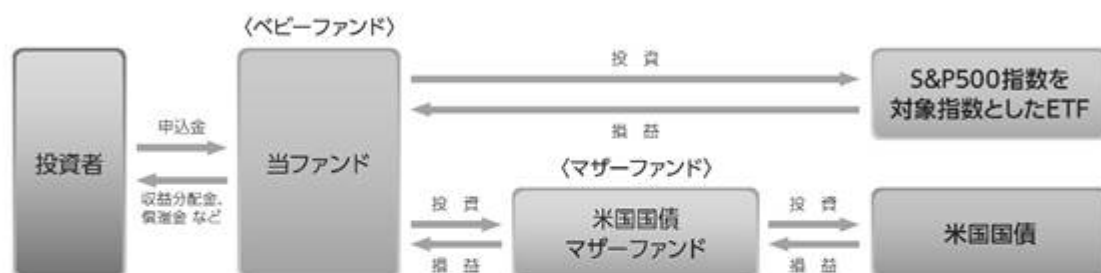 〈ベビーファンド〉
投資者
申込金
収益分配金、
償還金 など
当ファンド
投 資
損 益
S&P500指数を
対象指数としたETF
〈マザーファンド〉
投 資
損 益
米国国債
マザーファンド
投 資
損 益
米国国債